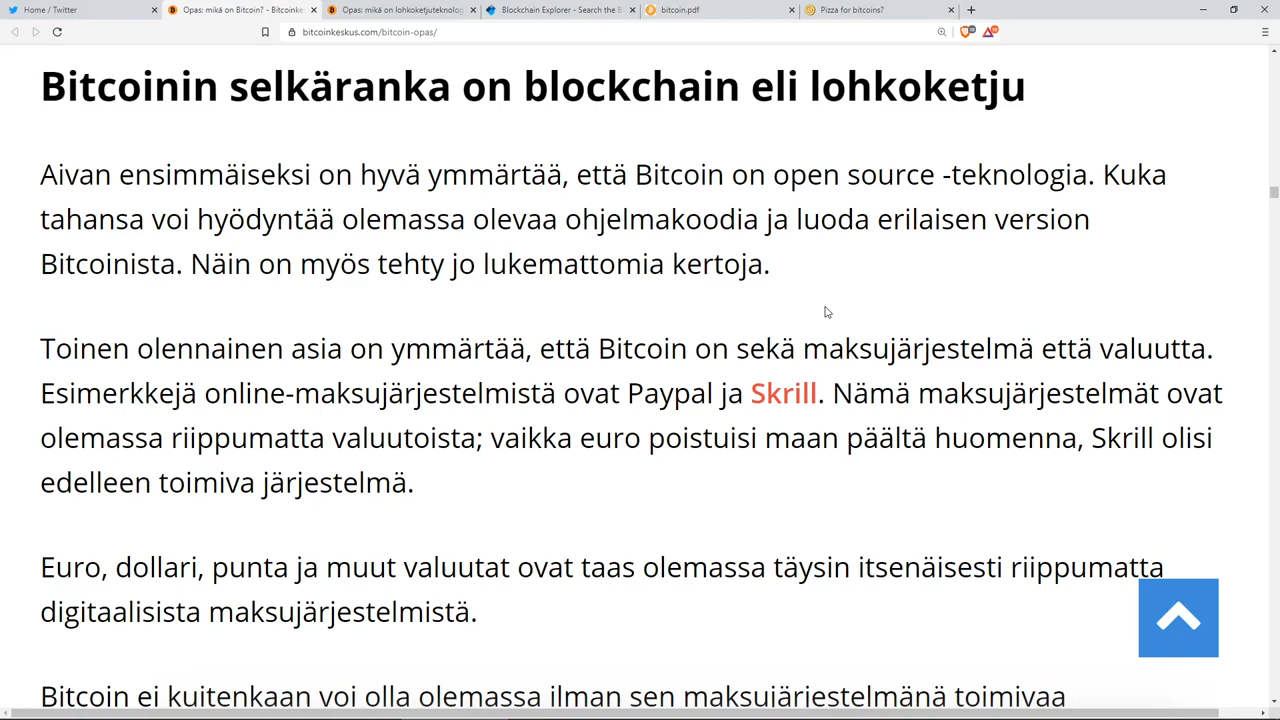 Home / Twitter
Opas: mikä on Bitcoin? - Bitcoinke
Opas: mikä on lohkoketjuteknolog
Blockchain Explorer - Search the B
bitcoin.pdf
Pizza for bitcoins?
bitcoinkeskus.com/bitcoin-opas/
Bitcoinin selkäranka on blockchain eli lohkoketju
Aivan ensimmäiseksi on hyvä ymmärtää, että Bitcoin on open source -teknologia. Kuka
tahansa voi hyödyntää olemassa olevaa ohjelmakoodia ja luoda erilaisen version
Bitcoinista. Näin on myös tehty jo lukemattomia kertoja.
Toinen olennainen asia on ymmärtää, että Bitcoin on sekä maksujärjestelmä että valuutta.
Esimerkkejä online-maksujärjestelmistä ovat Paypal ja Skrill. Nämä maksujärjestelmät ovat
olemassa riippumatta valuutoista; vaikka euro poistuisi maan päältä huomenna, Skrill olisi
edelleen toimiva järjestelmä.
Euro, dollari, punta ja muut valuutat ovat taas olemassa täysin itsenäisesti riippumatta
digitaalisista maksujärjestelmistä.
Bitcoin ei kuitenkaan voi olla olemassa ilman sen maksujärjestelmänä toimivaa